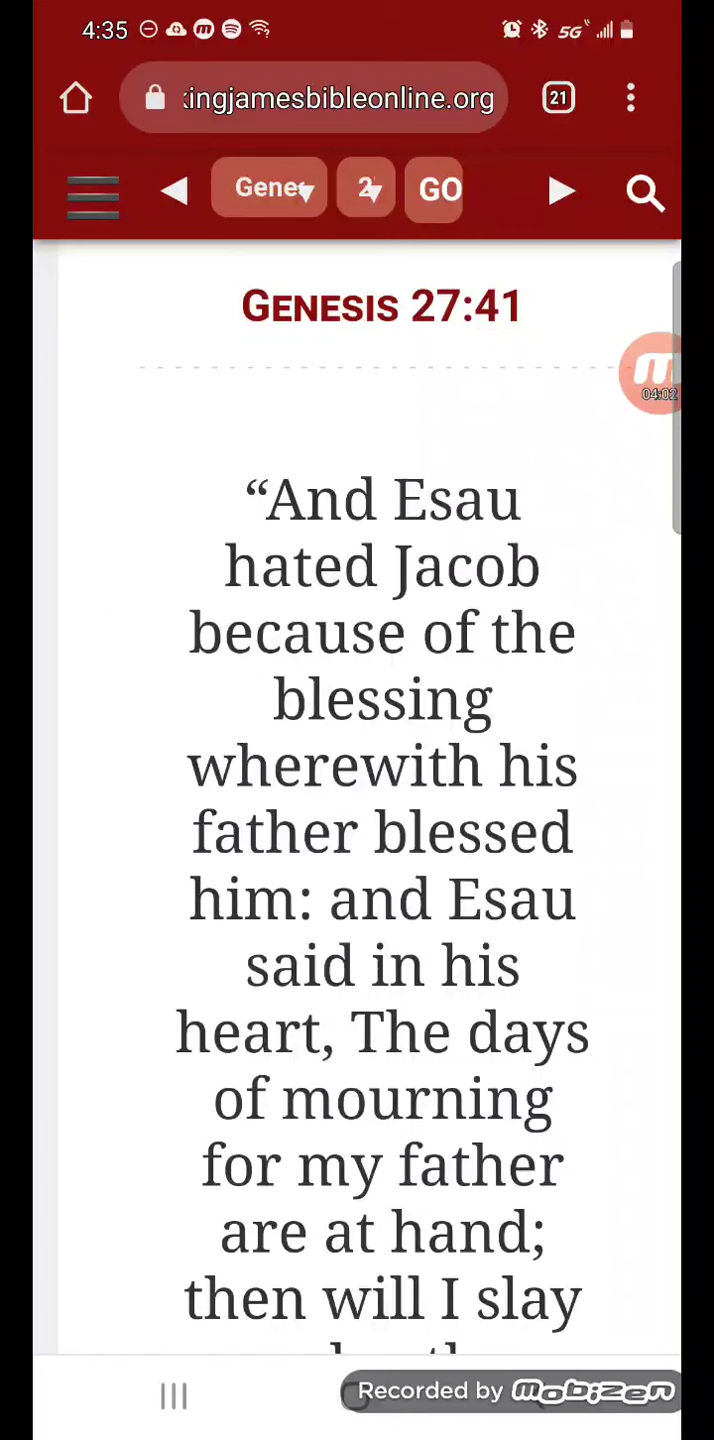 4:35 5G
ingjamesbibleonline.org 21
Gene 2 GO
GENESIS 27:41
04:02
“And Esau
hated Jacob
because of the
blessing
wherewith his
father blessed
him: and Esau
said in his
heart, The days
of mourning
for my father
are at hand;
then will I slay
Recorded by mobizen